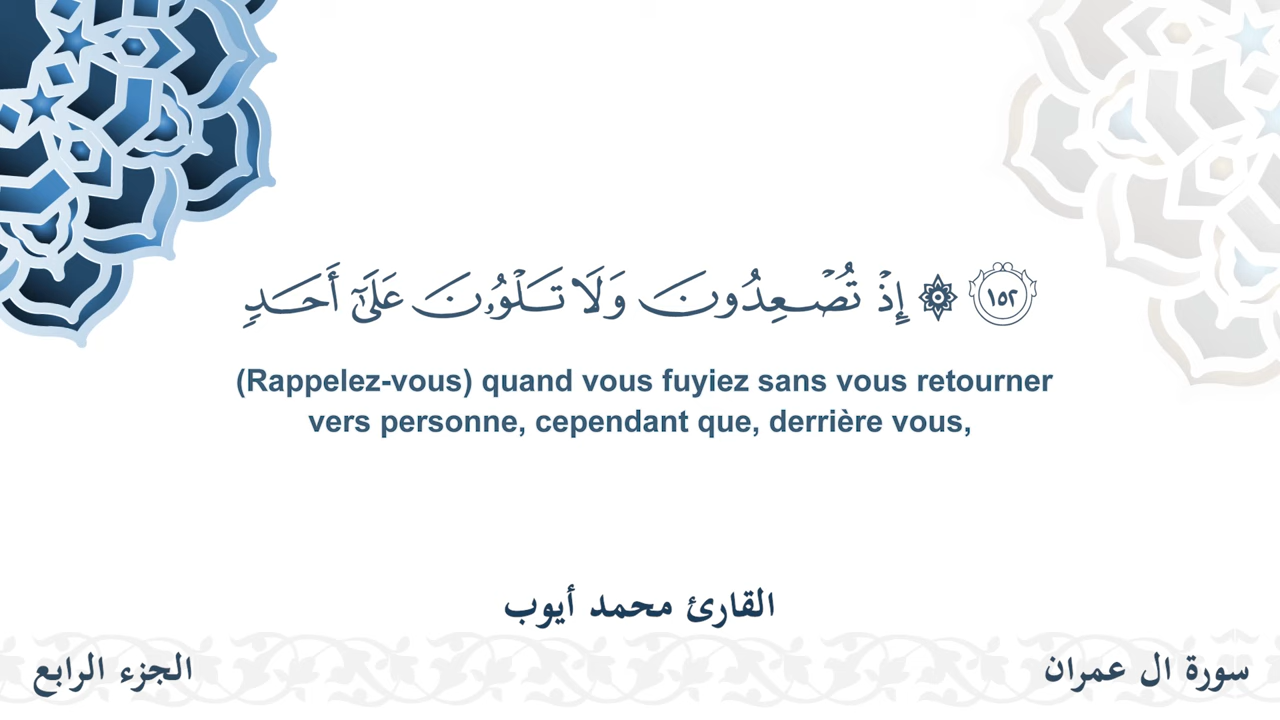 ١٥٢ ۞ إِذْ تُصْعِدُونَ وَلَا تَلْوُۥنَ عَلَىٰٓ أَحَدٍ
(Rappelez-vous) quand vous fuyiez sans vous retourner
vers personne, cependant que, derrière vous,
القارئ محمد أيوب
سورة ال عمران
الجزء الرابع